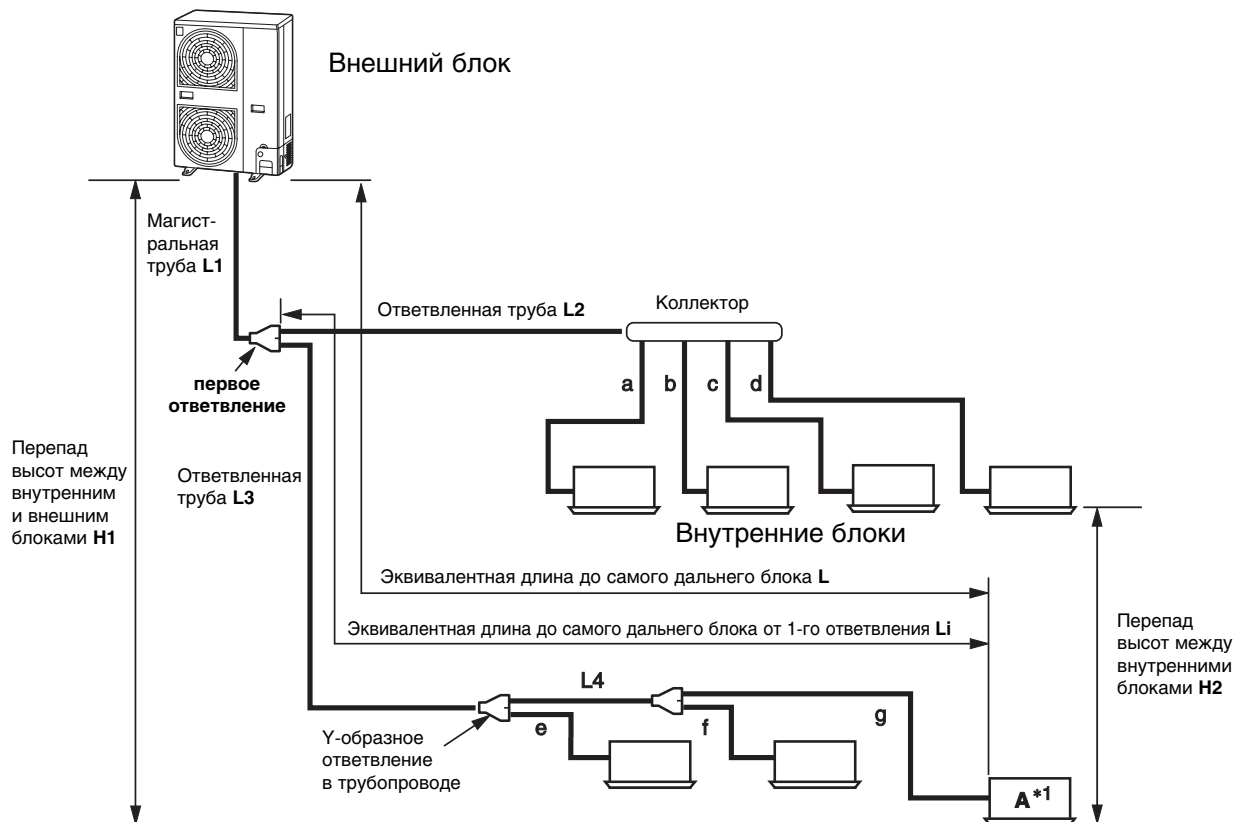 Внешний блок
Магист-
ральная
труба L1
Ответвленная труба L2
Коллектор
первое
ответвление
a
b
c
d
Перепад
высот между
внутренним
и внешним
блоками H1
Ответвленная
труба L3
Внутренние блоки
Эквивалентная длина до самого дальнего блока L
Эквивалентная длина до самого дальнего блока от 1-го ответвления Li
Перепад
высот между
внутренними
блоками H2
L4
e
f
g
Y-образное
ответвление
в трубопроводе
A*1